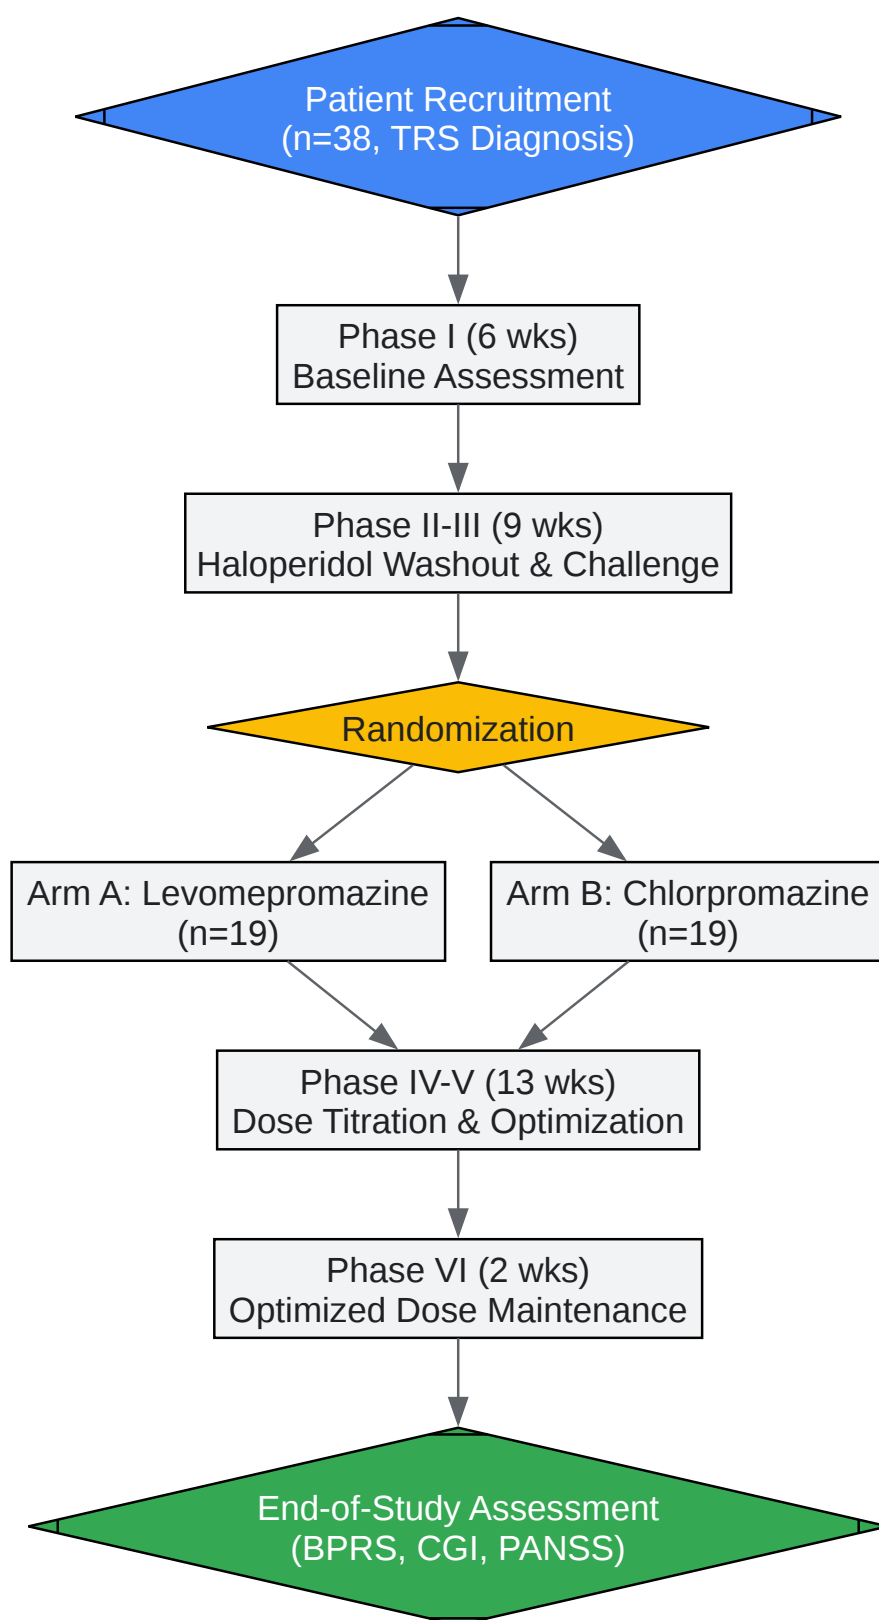 Patient Recruitment
(n=38, TRS Diagnosis)
Phase I (6 wks)
Baseline Assessment
Phase II-III (9 wks)
Haloperidol Washout & Challenge
Randomization
Arm A: Levomepromazine
(n=19)
Arm B: Chlorpromazine
(n=19)
Phase IV-V (13 wks)
Dose Titration & Optimization
Phase VI (2 wks)
Optimized Dose Maintenance
End-of-Study Assessment
(BPRS, CGI, PANSS)